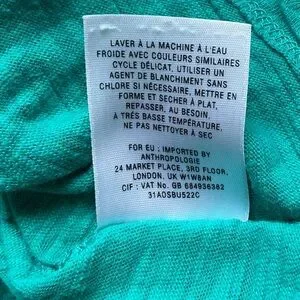 LAVER À LA MACHINE À L'EAU
FROIDE AVEC COULEURS SIMILAIRES
CYCLE DÉLICAT, UTILISER UN
AGENT DE BLANCHIMENT SANS
CHLORE SI NÉCESSAIRE, METTRE EN
FORME ET SECHER À PLAT,
REPASSER, AU BESOIN,
À TRÈS BASSE TEMPÉRATURE,
NE PAS NETTOYER À SEC
FOR EU : IMPORTED BY
ANTHROPOLOGIE
24 MARKET PLACE, 3RD FLOOR,
LONDON, UK W1W8AN
CIF : VAT No. GB 684936362
31AOSBU522C